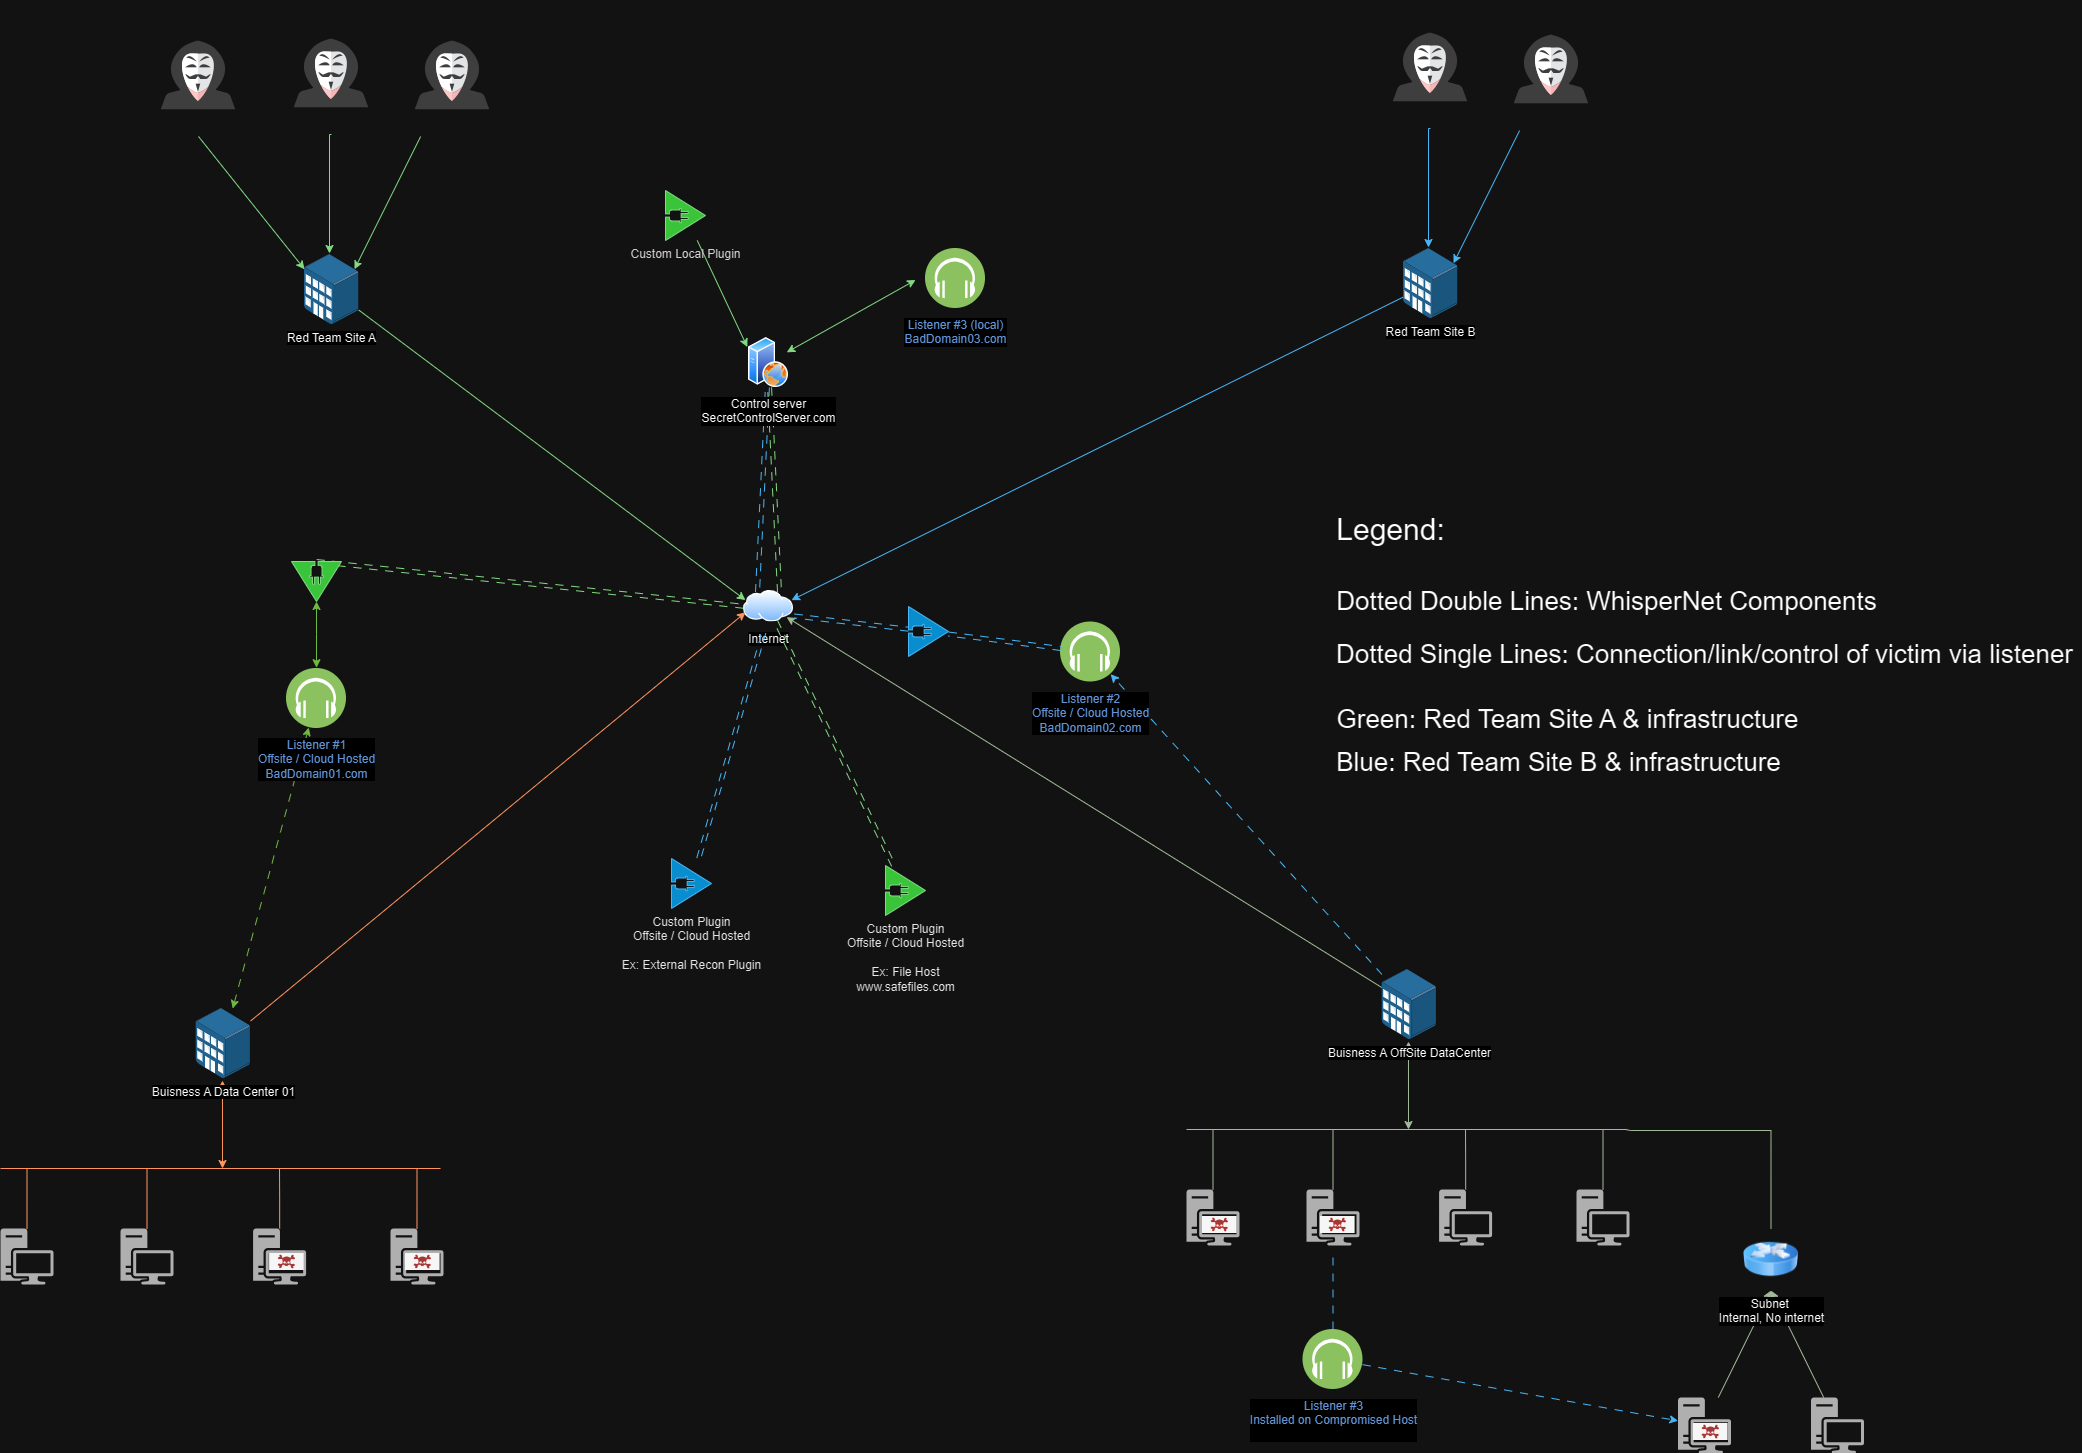 Custom Local Plugin
Listener #3 (local)
BadDomain03.com
Red Team Site A
Red Team Site B
Control server
SecretControlServer.com
Legend:
Dotted Double Lines: WhisperNet Components
Dotted Single Lines: Connection/link/control of victim via listener
Green: Red Team Site A & infrastructure
Blue: Red Team Site B & infrastructure
Internet
Listener #2
Offsite / Cloud Hosted
BadDomain02.com
Listener #1
Offsite / Cloud Hosted
BadDomain01.com
Custom Plugin
Offsite / Cloud Hosted
Ex: External Recon Plugin
Custom Plugin
Offsite / Cloud Hosted
Ex: File Host
www.safefiles.com
Buisness A OffSite DataCenter
Buisness A Data Center 01
Subnet
Internal, No internet
Listener #3
Installed on Compromised Host